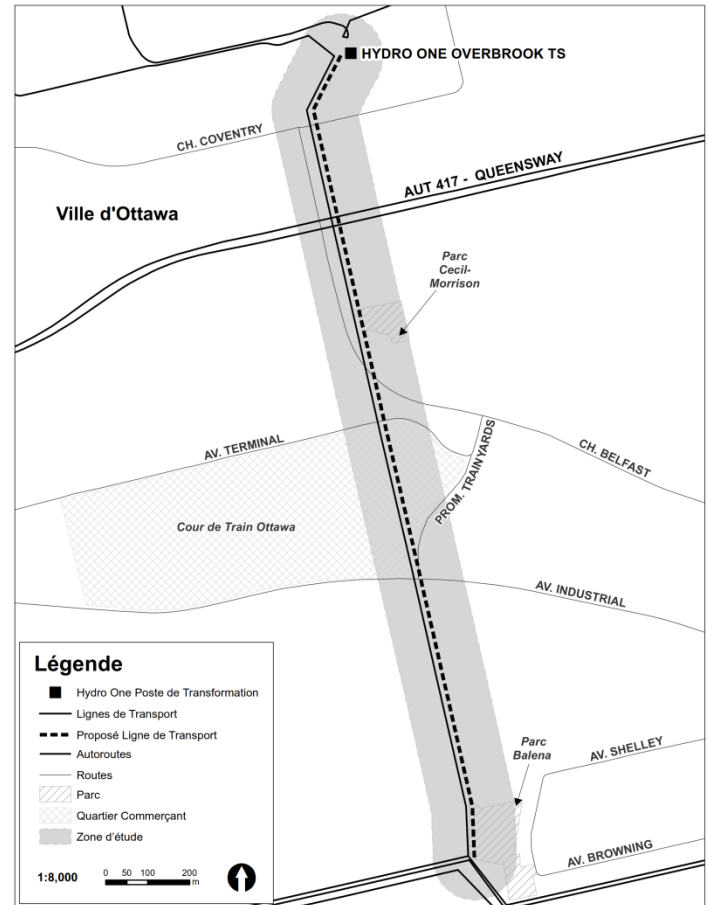 HYDRO ONE OVERBROOK TS
CH. COVENTRY
AUT 417 - QUEENSWAY
Ville d'Ottawa
Parc
Cecil-
Morrison
AV. TERMINAL
PROM. TRAINYARDS
CH. BELFAST
Cour de Train Ottawa
AV. INDUSTRIAL
Parc
Balena
AV. SHELLEY
AV. BROWNING
Légende
Hydro One Poste de Transformation
Lignes de Transport
Proposé Ligne de Transport
Autoroutes
Routes
Parc
Quartier Commerçant
Zone d'étude
1:8,000
0 50 100 200
m